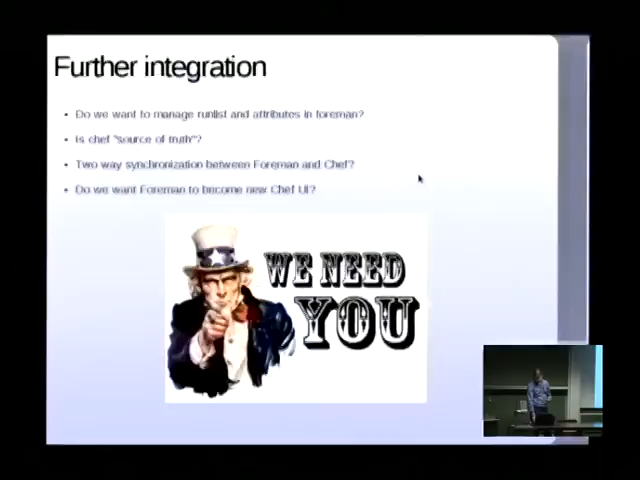 Further integration
Do we want to manage runlist and attributes in foreman?
Is chef "source of truth"?
Two way synchronization between Foreman and Chef?
Do we want Foreman to become new Chef UI?
WE NEED
YOU